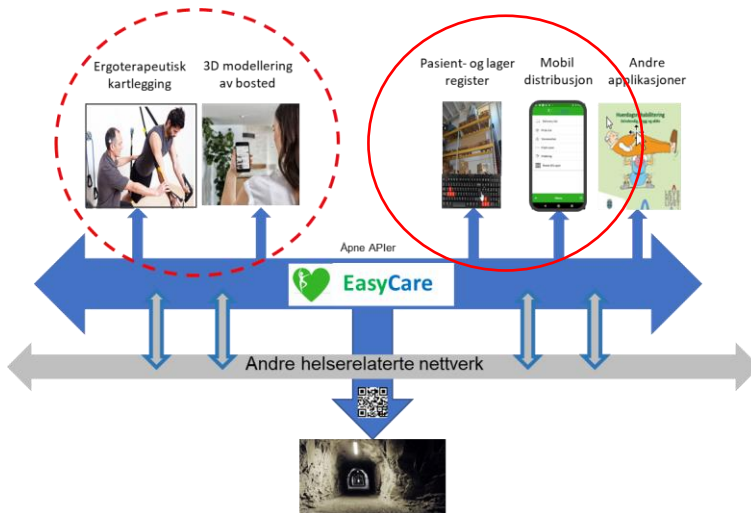 Ergoterapeutisk
kartlegging
3D modellering
av bosted
Pasient- og lager
register
Mobil
distribusjon
Andre
applikasjoner
Åpne APIer
EasyCare
Andre helserelaterte nettverk